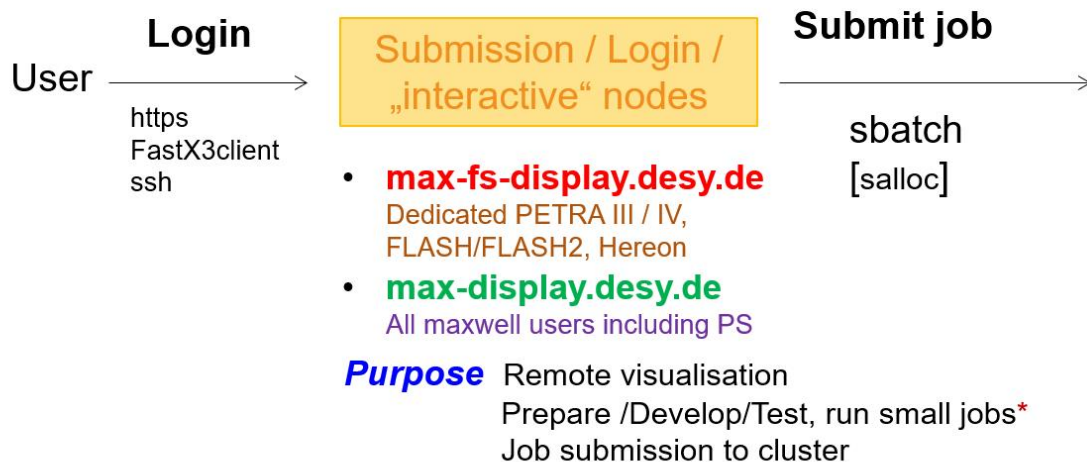 Login
User
https
FastX3client
ssh
Submission / Login /
„interactive“ nodes
Submit job
sbatch
[salloc]
• max-fs-display.desy.de
Dedicated PETRA III / IV,
FLASH/FLASH2, Hereon
• max-display.desy.de
All maxwell users including PS
Purpose Remote visualisation
Prepare /Develop/Test, run small jobs*
Job submission to cluster